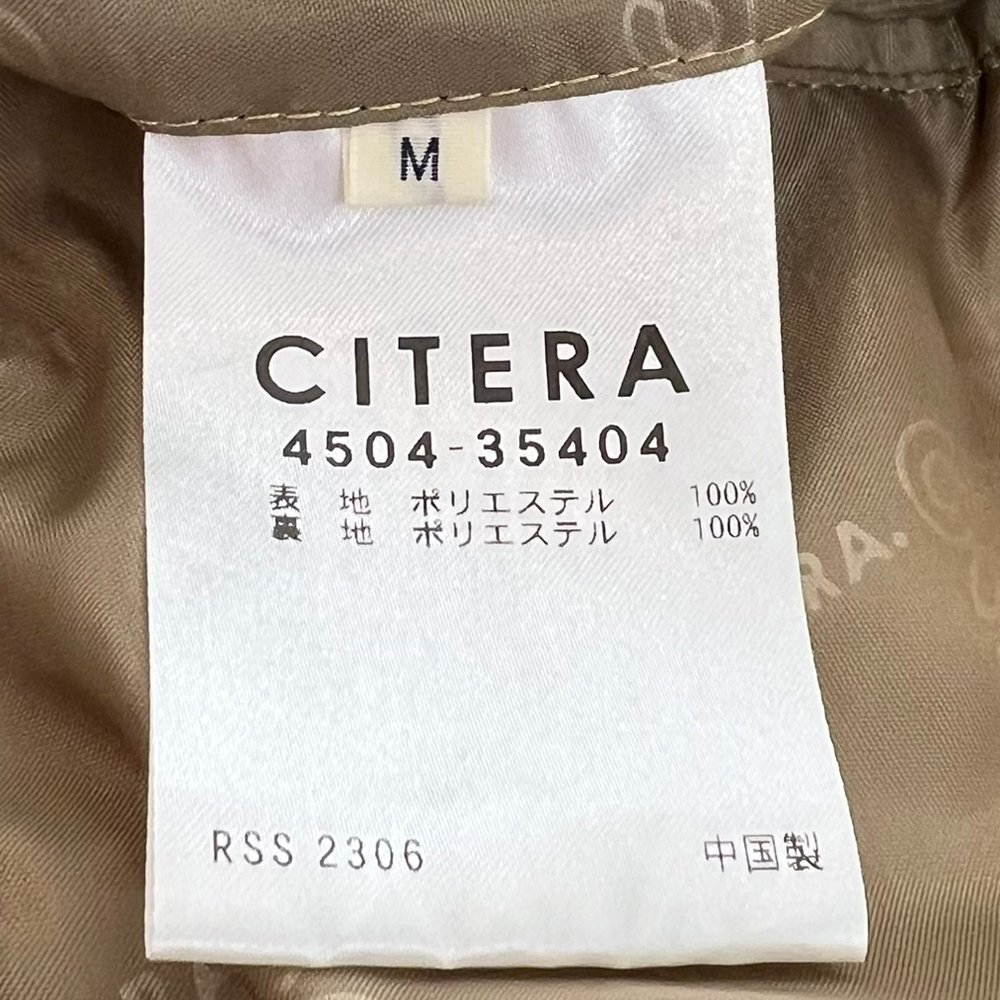 M
CITERA
4504-35404
表 地 ポリエステル 100%
裏 地 ポリエステル 100%
RSS 2306 中国製
RA.